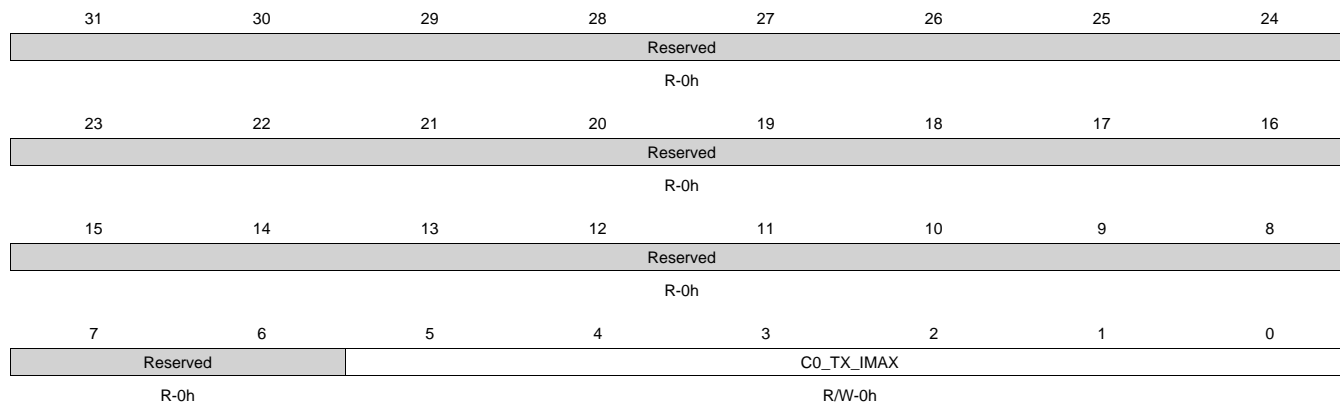 31 30 29 28 27 26 25 24
Reserved
R-0h
23 22 21 20 19 18 17 16
Reserved
R-0h
15 14 13 12 11 10 9 8
Reserved
R-0h
7 6 5 4 3 2 1 0
Reserved C0_TX_IMAX
R-0h R/W-0h